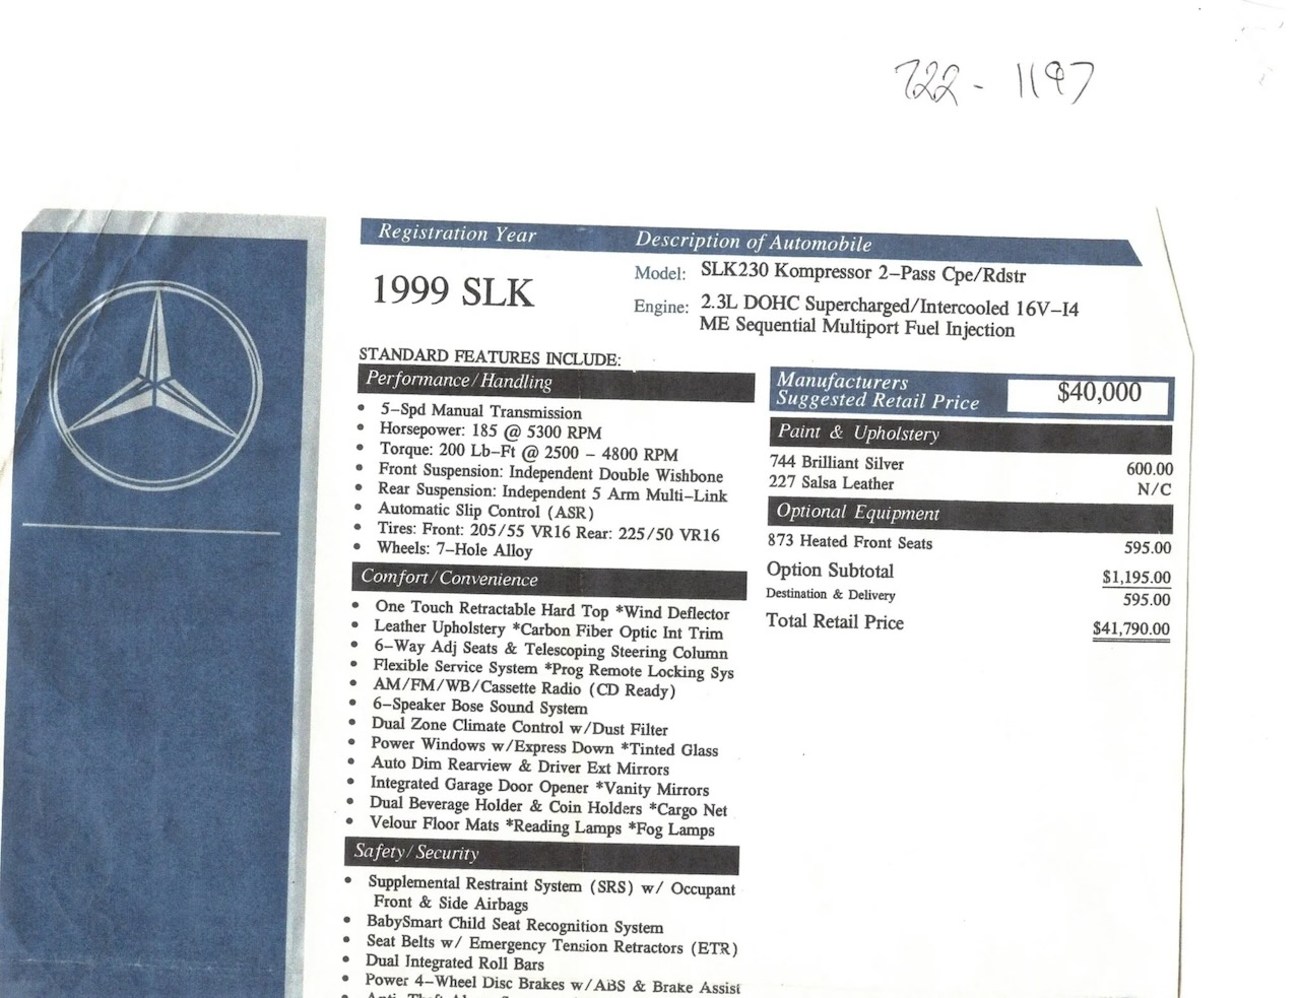 722 - 1197
Registration Year
Description of Automobile
1999 SLK
Model: SLK230 Kompressor 2-Pass Cpe/Rdstr
Engine: 2.3L DOHC Supercharged/Intercooled 16V-I4
ME Sequential Multiport Fuel Injection
STANDARD FEATURES INCLUDE:
Performance/Handling
• 5-Spd Manual Transmission
• Horsepower: 185 @ 5300 RPM
• Torque: 200 Lb-Ft @ 2500 - 4800 RPM
• Front Suspension: Independent Double Wishbone
• Rear Suspension: Independent 5 Arm Multi-Link
• Automatic Slip Control (ASR)
• Tires: Front: 205/55 VR16 Rear: 225/50 VR16
• Wheels: 7-Hole Alloy
Comfort/Convenience
• One Touch Retractable Hard Top *Wind Deflector
• Leather Upholstery *Carbon Fiber Optic Int Trim
• 6-Way Adj Seats & Telescoping Steering Column
• Flexible Service System *Prog Remote Locking Sys
• AM/FM/WB/Cassette Radio (CD Ready)
• 6-Speaker Bose Sound System
• Dual Zone Climate Control w/Dust Filter
• Power Windows w/Express Down *Tinted Glass
• Auto Dim Rearview & Driver Ext Mirrors
• Integrated Garage Door Opener *Vanity Mirrors
• Dual Beverage Holder & Coin Holders *Cargo Net
• Velour Floor Mats *Reading Lamps *Fog Lamps
Safety/Security
• Supplemental Restraint System (SRS) w/ Occupant
Front & Side Airbags
• BabySmart Child Seat Recognition System
• Seat Belts w/ Emergency Tension Retractors (ETR)
• Dual Integrated Roll Bars
• Power 4-Wheel Disc Brakes w/ABS & Brake Assist
Manufacturers
Suggested Retail Price $40,000
Paint & Upholstery
744 Brilliant Silver 600.00
227 Salsa Leather N/C
Optional Equipment
873 Heated Front Seats 595.00
Option Subtotal $1,195.00
Destination & Delivery 595.00
Total Retail Price $41,790.00